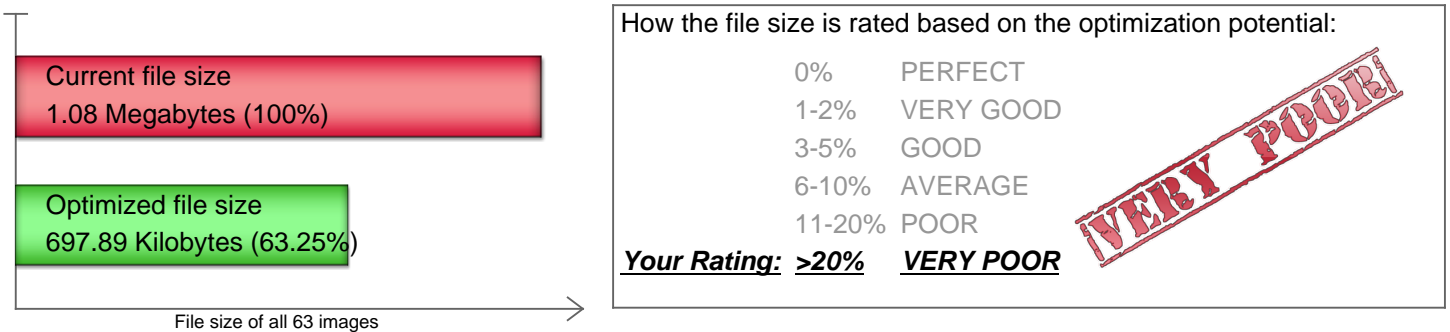 Current file size
1.08 Megabytes (100%)
Optimized file size
697.89 Kilobytes (63.25%)
File size of all 63 images
How the file size is rated based on the optimization potential:
0% PERFECT
1-2% VERY GOOD
3-5% GOOD
6-10% AVERAGE
11-20% POOR
Your Rating: >20% VERY POOR
VERY POOR